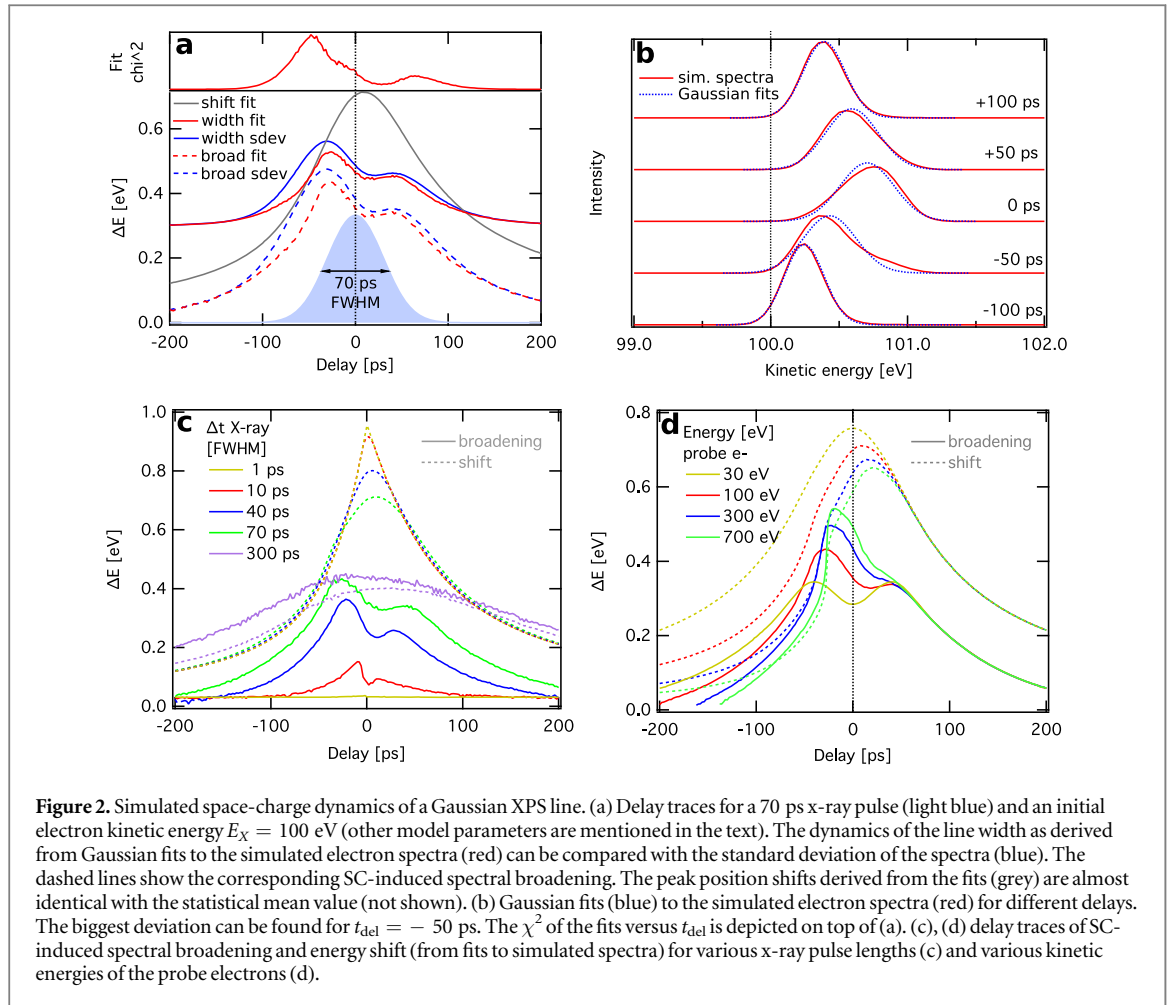 a
Fit
chi^2
shift fit
width fit
width sdev
broad fit
broad sdev
70 ps
FWHM
ΔE [eV]
0.6
0.4
0.2
0.0
-200 -100 0 100 200
Delay [ps]
b
sim. spectra
Gaussian fits
+100 ps
+50 ps
0 ps
-50 ps
-100 ps
Intensity
99.0 100.0 101.0 102.0
Kinetic energy [eV]
c
Δt X-ray
[FWHM]
1 ps
10 ps
40 ps
70 ps
300 ps
broadening
shift
ΔE [eV]
1.0
0.8
0.6
0.4
0.2
0.0
-200 -100 0 100 200
Delay [ps]
d
Energy [eV]
probe e-
30 eV
100 eV
300 eV
700 eV
broadening
shift
ΔE [eV]
0.8
0.6
0.4
0.2
0.0
-200 -100 0 100 200
Delay [ps]
Figure 2. Simulated space-charge dynamics of a Gaussian XPS line. (a) Delay traces for a 70 ps x-ray pulse (light blue) and an initial
electron kinetic energy E_X = 100 eV (other model parameters are mentioned in the text). The dynamics of the line width as derived
from Gaussian fits to the simulated electron spectra (red) can be compared with the standard deviation of the spectra (blue). The
dashed lines show the corresponding SC-induced spectral broadening. The peak position shifts derived from the fits (grey) are almost
identical with the statistical mean value (not shown). (b) Gaussian fits (blue) to the simulated electron spectra (red) for different delays.
The biggest deviation can be found for t_del = − 50 ps. The χ² of the fits versus t_del is depicted on top of (a). (c), (d) delay traces of SC-
induced spectral broadening and energy shift (from fits to simulated spectra) for various x-ray pulse lengths (c) and various kinetic
energies of the probe electrons (d).